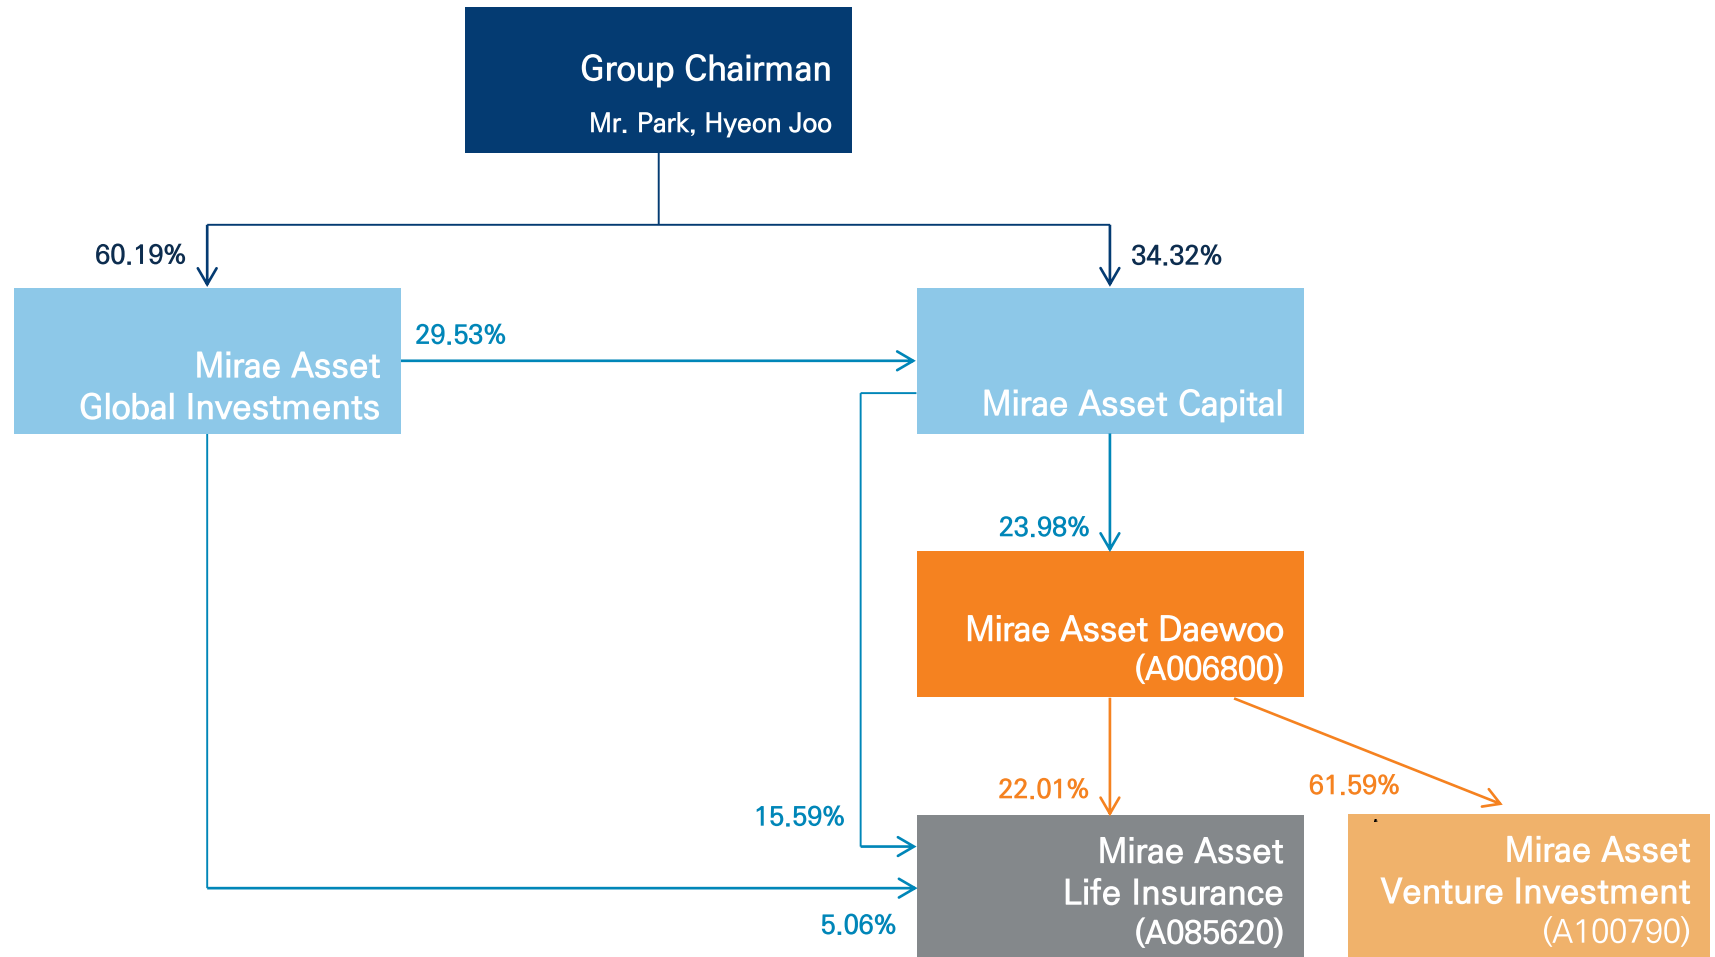 Group Chairman
Mr. Park, Hyeon Joo
60.19%
34.32%
29.53%
Mirae Asset
Global Investments
Mirae Asset Capital
23.98%
Mirae Asset Daewoo
(A006800)
22.01%
61.59%
15.59%
5.06%
Mirae Asset
Life Insurance
(A085620)
Mirae Asset
Venture Investment
(A100790)